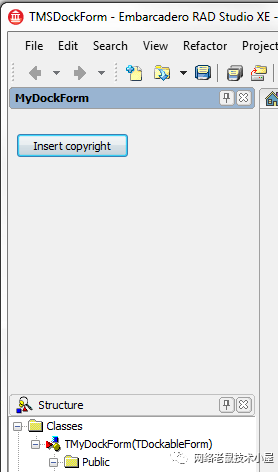 TMSDockForm - Embarcadero RAD Studio XE -
File Edit Search View Refactor Project
MyDockForm
Insert copyright
Structure
Classes
TMyDockForm(TDockableForm)
Public
网络老鼠技术小屋